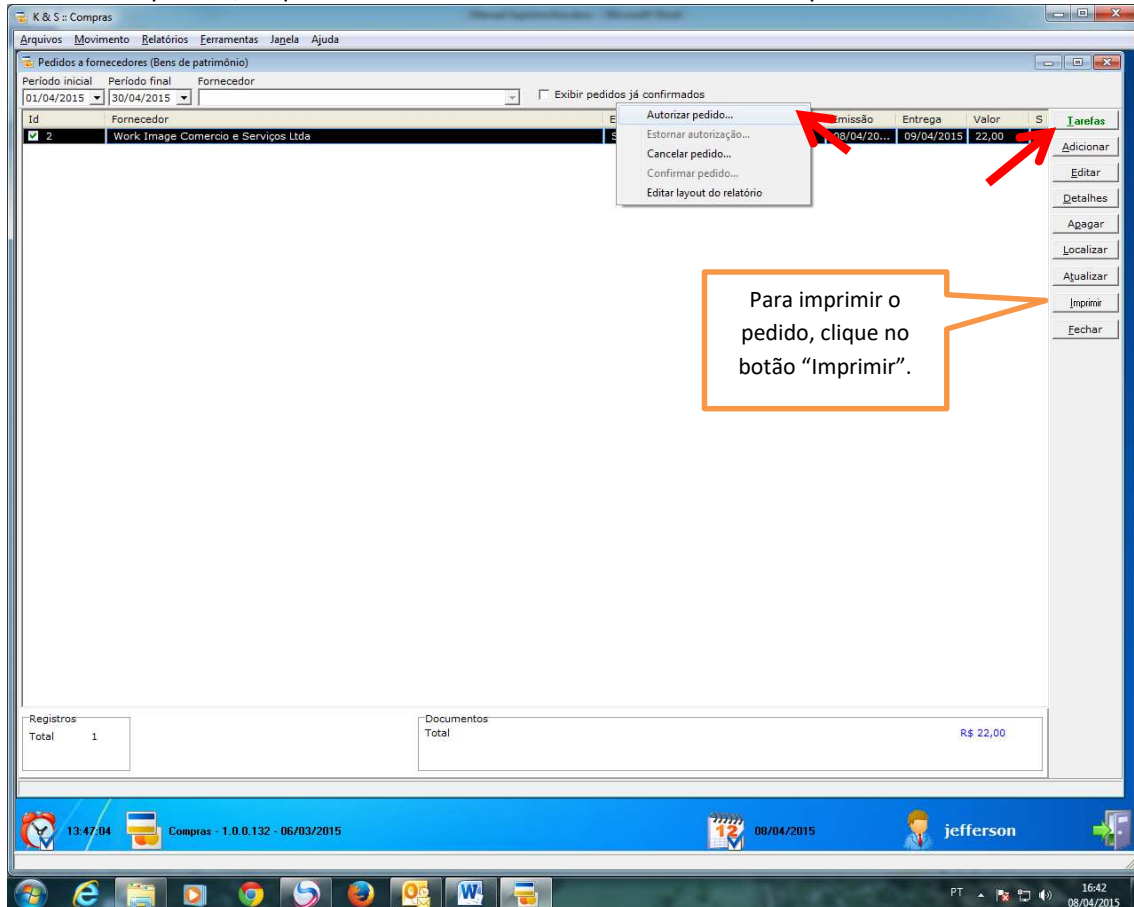 K & S :: Compras
Arquivos Movimento Relatórios Ferramentas Janela Ajuda
Pedidos a fornecedores (Bens de patrimônio)
Período inicial Período final Fornecedor
01/04/2015 30/04/2015 Exibir pedidos já confirmados
Id Fornecedor E Emissão Entrega Valor S
2 Work Image Comercio e Serviços Ltda S 08/04/20... 09/04/2015 22,00
Autorizar pedido...
Estornar autorização...
Cancelar pedido...
Confirmar pedido...
Editar layout do relatório
Tarefas
Adicionar
Editar
Detalhes
Apagar
Localizar
Atualizar
Imprimir
Fechar
Para imprimir o
pedido, clique no
botão “Imprimir”.
Registros
Total 1
Documentos
Total R$ 22,00
13:47:04 Compras - 1.0.0.132 - 06/03/2015 12 08/04/2015 jefferson
PT 16:42
08/04/2015